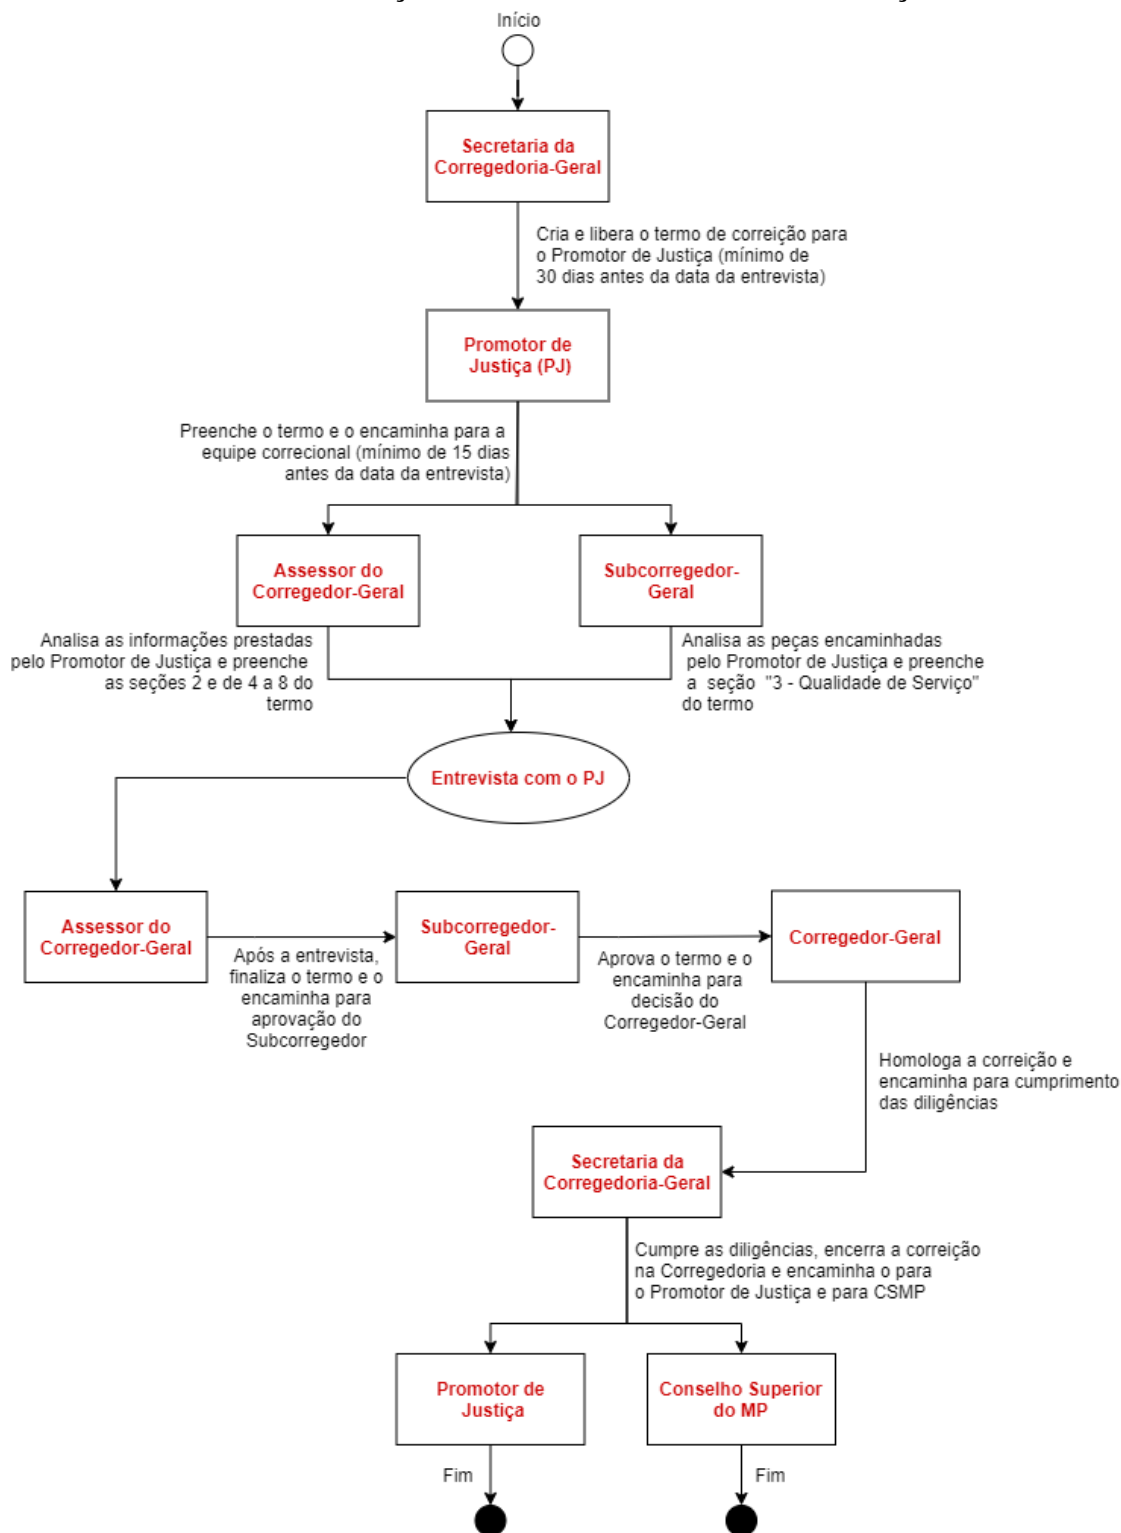 Início
Secretaria da
Corregedoria-Geral
Cria e libera o termo de correição para
o Promotor de Justiça (mínimo de
30 dias antes da data da entrevista)
Promotor de
Justiça (PJ)
Preenche o termo e o encaminha para a
equipe correcional (mínimo de 15 dias
antes da data da entrevista)
Assessor do
Corregedor-Geral
Subcorregedor-
Geral
Analisa as informações prestadas
pelo Promotor de Justiça e preenche
as seções 2 e de 4 a 8 do
termo
Analisa as peças encaminhadas
pelo Promotor de Justiça e preenche
a seção "3 - Qualidade de Serviço"
do termo
Entrevista com o PJ
Assessor do
Corregedor-Geral
Após a entrevista,
finaliza o termo e o
encaminha para
aprovação do
Subcorregedor
Subcorregedor-
Geral
Aprova o termo e o
encaminha para
decisão do
Corregedor-Geral
Corregedor-Geral
Homologa a correição e
encaminha para cumprimento
das diligências
Secretaria da
Corregedoria-Geral
Cumpre as diligências, encerra a correição
na Corregedoria e encaminha o para
o Promotor de Justiça e para CSMP
Promotor de
Justiça
Conselho Superior
do MP
Fim
Fim